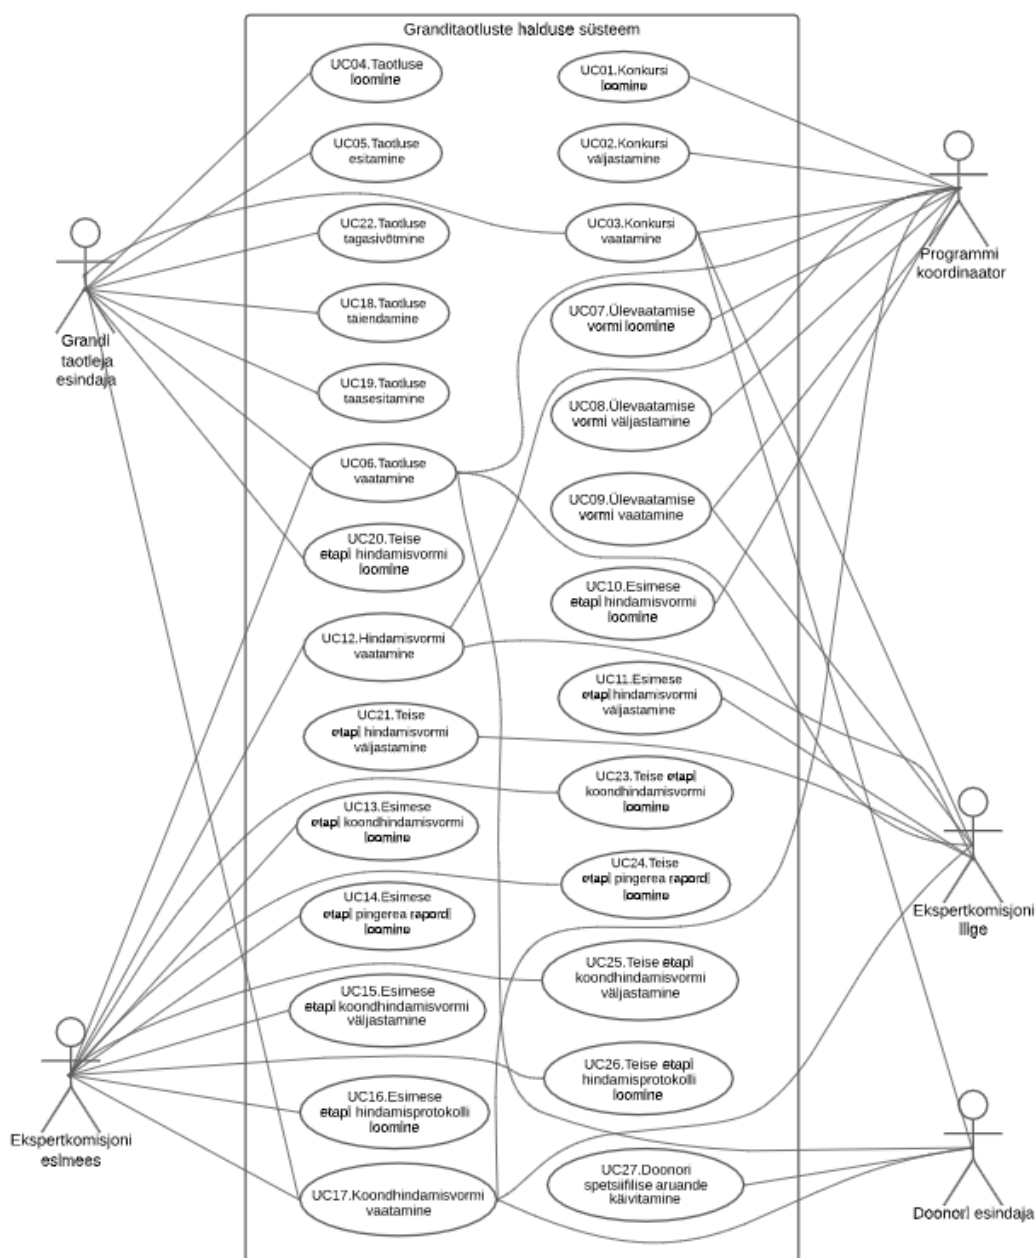 Granditaotluste halduse süsteem
UC04.Taotluse
loomine
UC01.Konkursi
loomine
UC05.Taotluse
esitamine
UC02.Konkursi
väljastamine
UC22.Taotluse
tagasivõtmine
UC03.Konkursi
vaatamine
Programmi
koordinaator
UC18.Taotluse
täiendamine
UC07.Ülevaatamise
vormi loomine
Grandi
taotleja
esindaja
UC19.Taotluse
taasesitamine
UC08.Ülevaatamise
vormi väljastamine
UC06.Taotluse
vaatamine
UC09.Ülevaatamise
vormi vaatamine
UC20.Teise
etapi hindamisvormi
loomine
UC10.Esimese
etapi hindamisvormi
loomine
UC12.Hindamisvormi
vaatamine
UC11.Esimese
etapi hindamisvormi
väljastamine
UC21.Teise
etapi hindamisvormi
väljastamine
UC23.Teise etapi
koondhindamisvormi
loomine
UC13.Esimese
etapi koondhindamisvormi
loomine
UC24.Teise
etapi pingerea rapordi
loomine
UC14.Esimese
etapi pingerea rapordi
loomine
Ekspertkomisjoni
liige
UC25.Teise etapi
koondhindamisvormi
väljastamine
UC15.Esimese
etapi koondhindamisvormi
väljastamine
UC26.Teise etapi
hindamisprotokolli
loomine
UC16.Esimese
etapi hindamisprotokolli
loomine
Ekspertkomisjoni
esimees
UC27.Doonori
spetsiifilise aruande
käivitamine
UC17.Koondhindamisvormi
vaatamine
Doonori esindaja